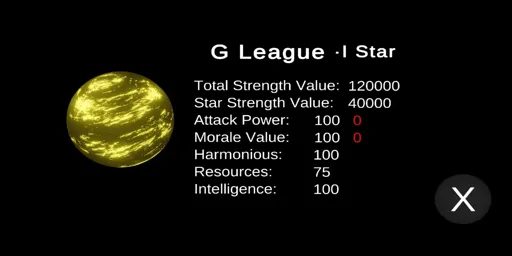 G League ·I Star
Total Strength Value: 120000
Star Strength Value: 40000
Attack Power: 100 0
Morale Value: 100 0
Harmonious: 100
Resources: 75
Intelligence: 100
X